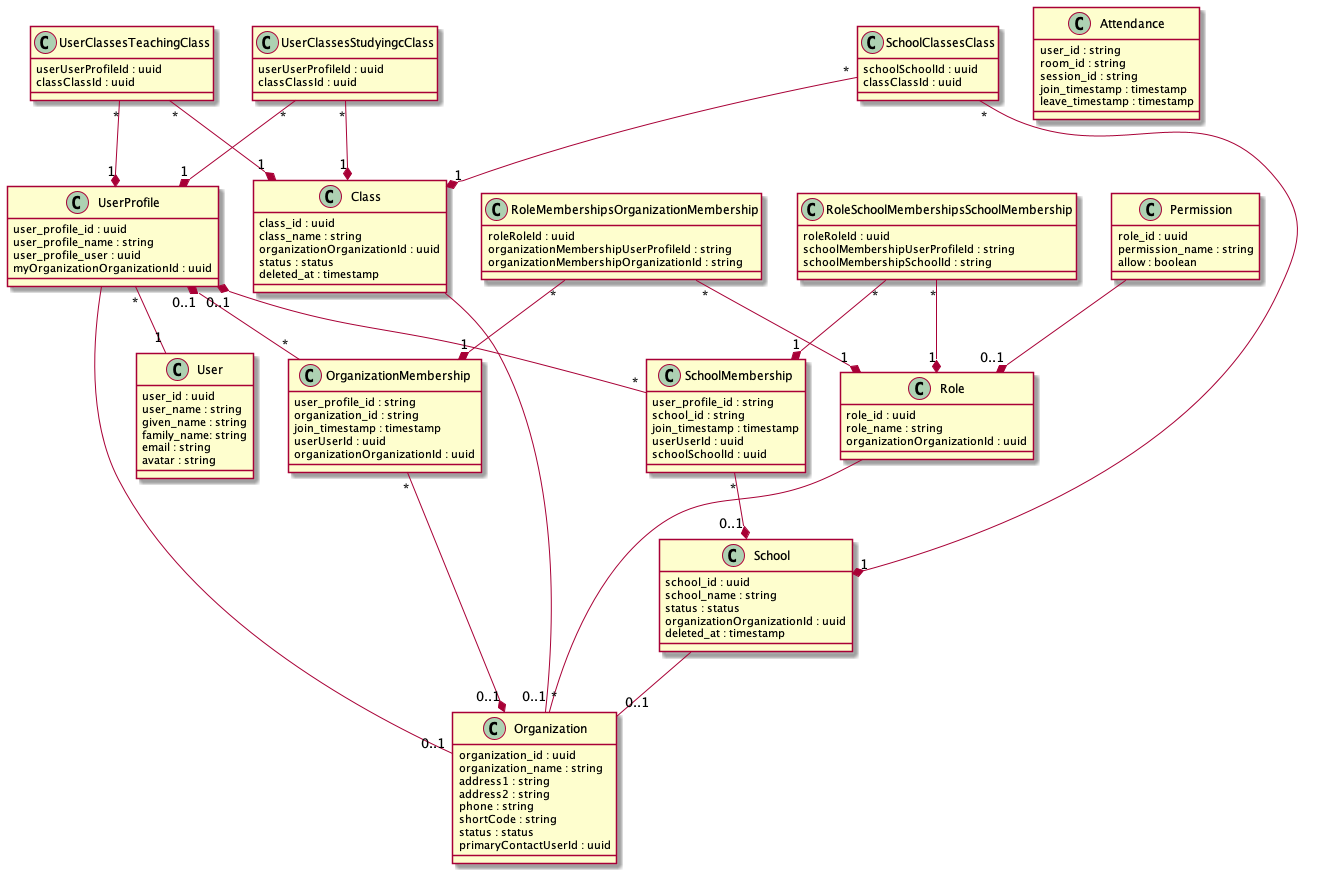 C UserClassesTeachingClass
userUserProfileId : uuid
classClassId : uuid
C UserClassesStudyingcClass
userUserProfileId : uuid
classClassId : uuid
C SchoolClassesClass
schoolSchoolId : uuid
classClassId : uuid
C Attendance
user_id : string
room_id : string
session_id : string
join_timestamp : timestamp
leave_timestamp : timestamp
*
*
*
*
*
*
1
1
1
1
1
C UserProfile
user_profile_id : uuid
user_profile_name : string
user_profile_user : uuid
myOrganizationOrganizationId : uuid
C Class
class_id : uuid
class_name : string
organizationOrganizationId : uuid
status : status
deleted_at : timestamp
C RoleMembershipsOrganizationMembership
roleRoleId : uuid
organizationMembershipUserProfileId : string
organizationMembershipOrganizationId : string
C RoleSchoolMembershipsSchoolMembership
roleRoleId : uuid
schoolMembershipUserProfileId : string
schoolMembershipSchoolId : string
C Permission
role_id : uuid
permission_name : string
allow : boolean
*
0..1
0..1
*
*
*
*
1
*
1
*
1
1
1
0..1
C User
user_id : uuid
user_name : string
given_name : string
family_name: string
email : string
avatar : string
C OrganizationMembership
user_profile_id : string
organization_id : string
join_timestamp : timestamp
userUserId : uuid
organizationOrganizationId : uuid
C SchoolMembership
user_profile_id : string
school_id : string
join_timestamp : timestamp
userUserId : uuid
schoolSchoolId : uuid
C Role
role_id : uuid
role_name : string
organizationOrganizationId : uuid
*
*
0..1
1
C School
school_id : uuid
school_name : string
status : status
organizationOrganizationId : uuid
deleted_at : timestamp
0..1
0..1
*
0..1
0..1
C Organization
organization_id : uuid
organization_name : string
address1 : string
address2 : string
phone : string
shortCode : string
status : status
primaryContactUserId : uuid